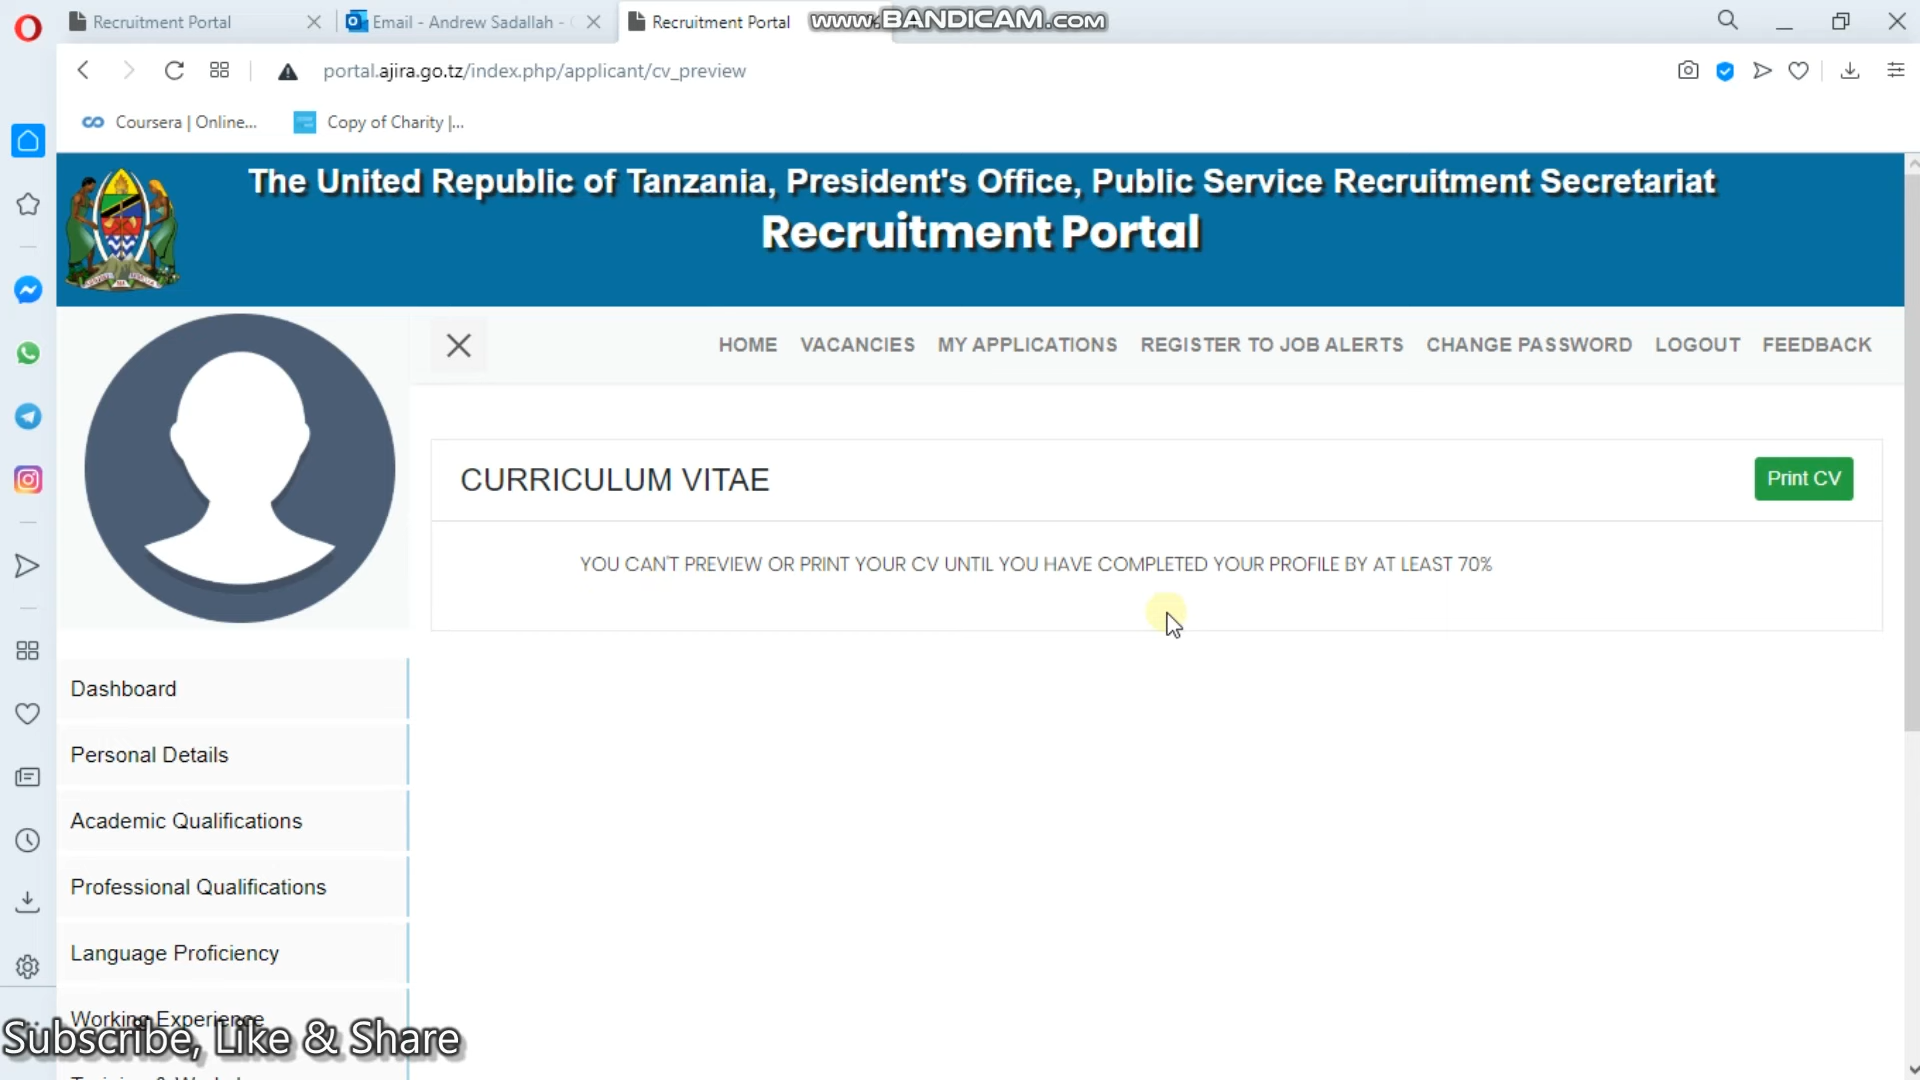 Recruitment Portal
Email - Andrew Sadallah -
Recruitment Portal
www.BANDICAM.com
portal.ajira.go.tz/index.php/applicant/cv_preview
Coursera | Online...
Copy of Charity |...
The United Republic of Tanzania, President's Office, Public Service Recruitment Secretariat
Recruitment Portal
HOME VACANCIES MY APPLICATIONS REGISTER TO JOB ALERTS CHANGE PASSWORD LOGOUT FEEDBACK
CURRICULUM VITAE
Print CV
YOU CAN'T PREVIEW OR PRINT YOUR CV UNTIL YOU HAVE COMPLETED YOUR PROFILE BY AT LEAST 70%
Dashboard
Personal Details
Academic Qualifications
Professional Qualifications
Language Proficiency
Working Experience
Subscribe, Like & Share